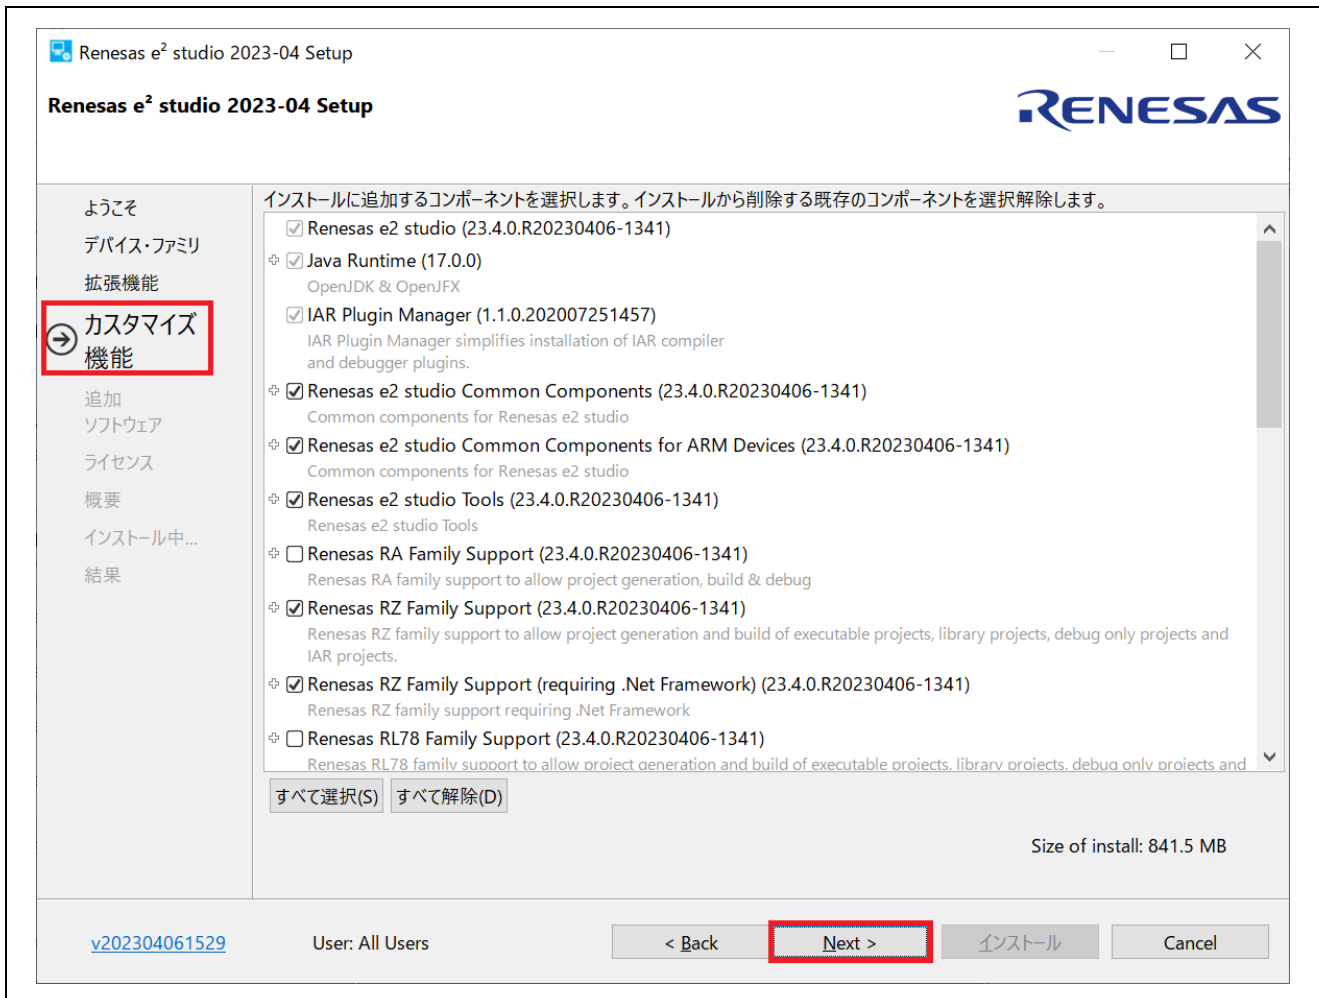 Renesas e² studio 2023-04 Setup
Renesas e² studio 2023-04 Setup
RENESAS
ようこそ
デバイス・ファミリ
拡張機能
カスタマイズ
機能
追加
ソフトウェア
ライセンス
概要
インストール中...
結果
インストールに追加するコンポーネントを選択します。インストールから削除する既存のコンポーネントを選択解除します。
Renesas e2 studio (23.4.0.R20230406-1341)
Java Runtime (17.0.0)
OpenJDK & OpenJFX
IAR Plugin Manager (1.1.0.202007251457)
IAR Plugin Manager simplifies installation of IAR compiler
and debugger plugins.
Renesas e2 studio Common Components (23.4.0.R20230406-1341)
Common components for Renesas e2 studio
Renesas e2 studio Common Components for ARM Devices (23.4.0.R20230406-1341)
Common components for Renesas e2 studio
Renesas e2 studio Tools (23.4.0.R20230406-1341)
Renesas e2 studio Tools
Renesas RA Family Support (23.4.0.R20230406-1341)
Renesas RA family support to allow project generation, build & debug
Renesas RZ Family Support (23.4.0.R20230406-1341)
Renesas RZ family support to allow project generation and build of executable projects, library projects, debug only projects and
IAR projects.
Renesas RZ Family Support (requiring .Net Framework) (23.4.0.R20230406-1341)
Renesas RZ family support requiring .Net Framework
Renesas RL78 Family Support (23.4.0.R20230406-1341)
Renesas RL78 family support to allow project generation and build of executable projects, library projects, debug only projects and
すべて選択(S) すべて解除(D)
Size of install: 841.5 MB
v202304061529 User: All Users < Back Next > インストール Cancel